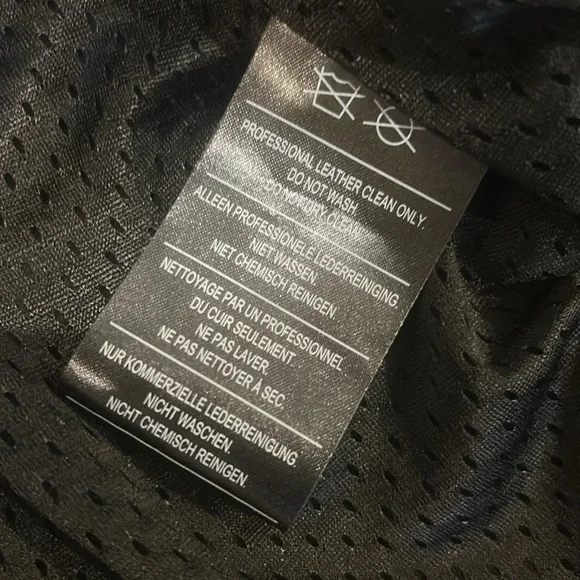 PROFESSIONAL LEATHER CLEAN ONLY.
DO NOT WASH
DO NOT DRY CLEAN
ALLEEN PROFESSIONELE LEDERREINIGING
NIET WASSEN.
NIET CHEMISCH REINIGEN.
NETTOYAGE PAR UN PROFESSIONNEL
DU CUIR SEULEMENT.
NE PAS LAVER.
NE PAS NETTOYER À SEC.
NUR KOMMERZIELLE LEDERREINIGUNG.
NICHT WASCHEN.
NICHT CHEMISCH REINIGEN.